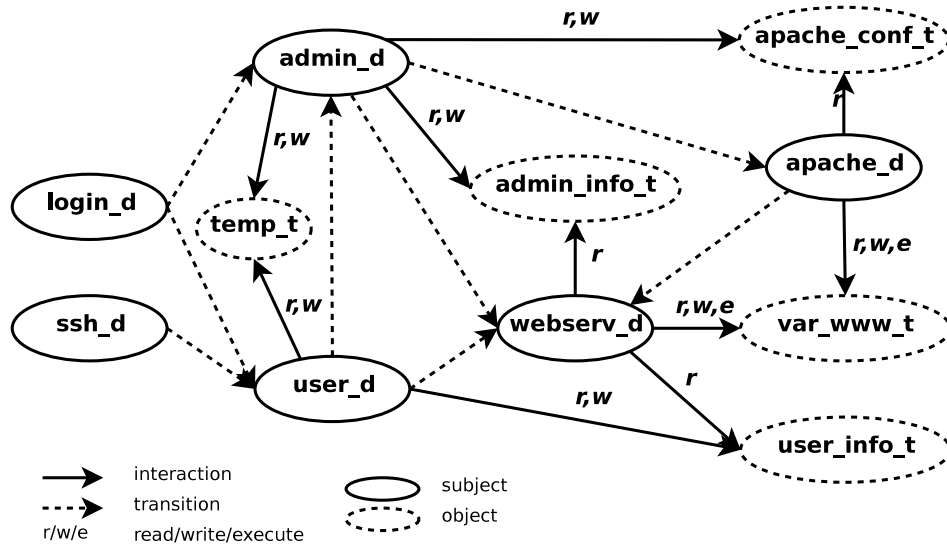 r,w
apache_conf_t
admin_d
r,w
r
r,w
apache_d
admin_info_t
login_d
temp_t
r,w,e
r
r,w
r,w,e
ssh_d
webserv_d
var_www_t
user_d
r
r,w
user_info_t
interaction
subject
transition
object
r/w/e
read/write/execute